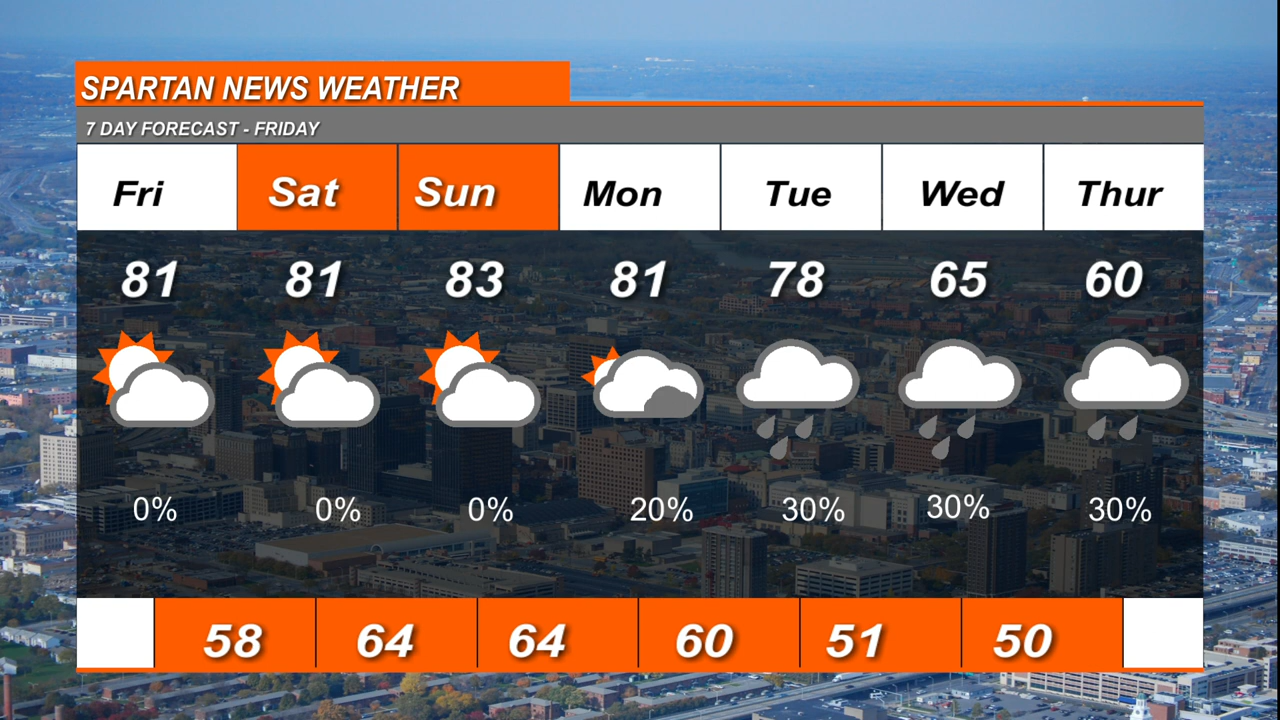 SPARTAN NEWS WEATHER
7 DAY FORECAST - FRIDAY
Fri Sat Sun Mon Tue Wed Thur
81 81 83 81 78 65 60
0% 0% 0% 20% 30% 30% 30%
58 64 64 60 51 50